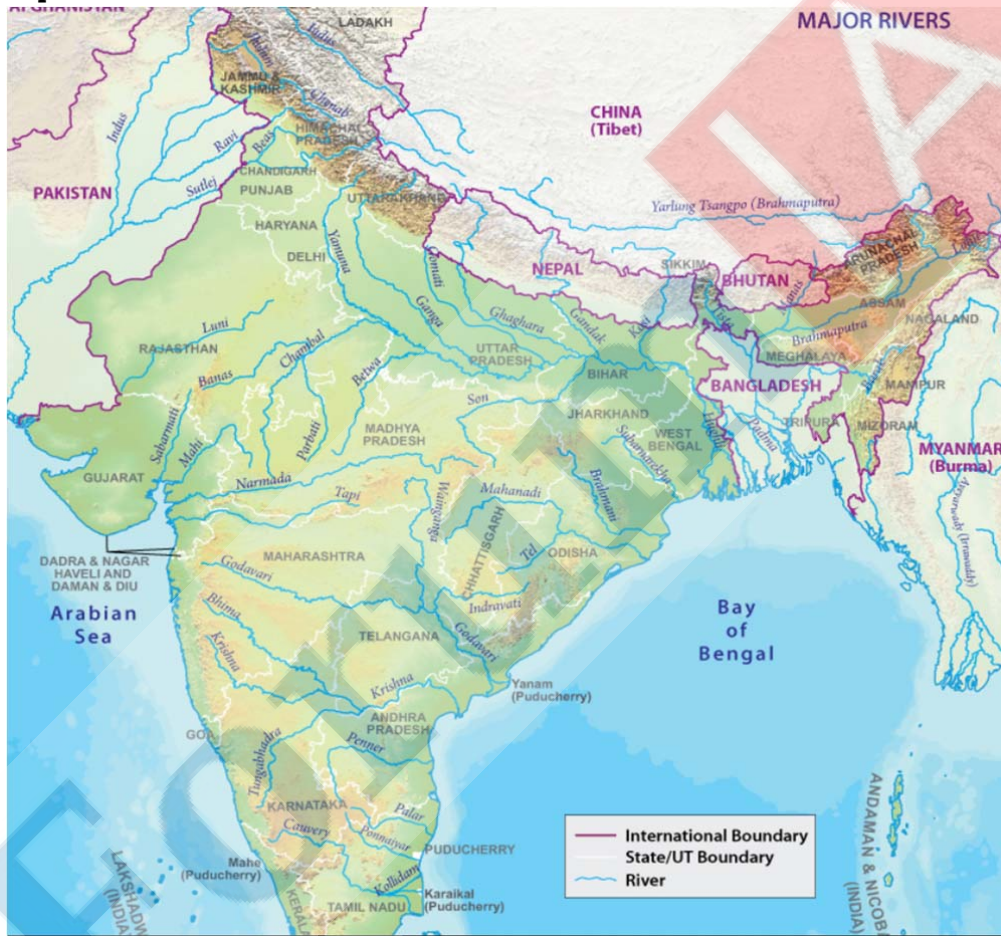 AFGHANISTAN
LADAKH
MAJOR RIVERS
Indus
Indus
Jhelam
JAMMU &
KASHMIR
Chenab
CHINA
(Tibet)
HIMACHAL
PRADESH
Ravi
Beas
CHANDIGARH
PUNJAB
Sutlej
PAKISTAN
UTTARAKHAND
Yarlung Tsangpo (Brahmaputra)
HARYANA
DELHI
Yamuna
Gomati
NEPAL
SIKKIM
BHUTAN
ARUNACHAL
PRADESH
Lohit
Manas
ASSAM
NAGALAND
Luni
RAJASTHAN
Chambal
Banas
Betwa
Ganga
Ghaghara
Gandak
Kosi
Tista
UTTAR
PRADESH
BIHAR
Brahmaputra
MEGHALAYA
Barak
MANIPUR
BANGLADESH
Sabarmati
Mahi
Parbati
Son
MADHYA
PRADESH
JHARKHAND
WEST
BENGAL
Subarnarekha
Hugli
Padma
TRIPURA
MIZORAM
MYANMAR
(Burma)
GUJARAT
Narmada
Tapi
Wainganga
Mahanadi
Brahmani
CHHATTISGARH
Tel
ODISHA
Ayeyarwady (Irrawaddy)
DADRA & NAGAR
HAVELI AND
DAMAN & DIU
MAHARASHTRA
Godavari
Indravati
Arabian
Sea
Bhima
Krishna
TELANGANA
Godavari
Bay
of
Bengal
Krishna
Yanam
(Puducherry)
GOA
ANDHRA
PRADESH
Tungabhadra
Penner
KARNATAKA
Palar
Cauvery
Ponnaiyar
PUDUCHERRY
Mahe
(Puducherry)
Kollidam
Karaikal
(Puducherry)
TAMIL NADU
KERALA
LAKSHADW
(INDIA)
ANDAMAN & NICOBA
(INDIA)
International Boundary
State/UT Boundary
River